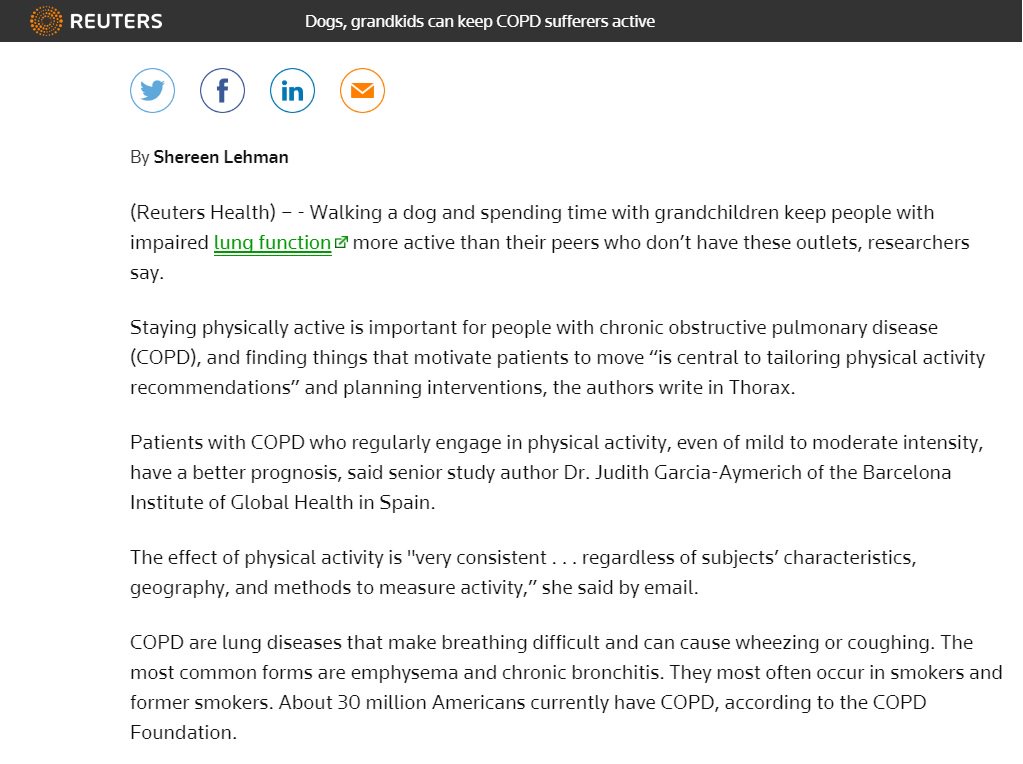 REUTERS
Dogs, grandkids can keep COPD sufferers active
By Shereen Lehman
(Reuters Health) – - Walking a dog and spending time with grandchildren keep people with
impaired lung function more active than their peers who don’t have these outlets, researchers
say.
Staying physically active is important for people with chronic obstructive pulmonary disease
(COPD), and finding things that motivate patients to move “is central to tailoring physical activity
recommendations” and planning interventions, the authors write in Thorax.
Patients with COPD who regularly engage in physical activity, even of mild to moderate intensity,
have a better prognosis, said senior study author Dr. Judith Garcia-Aymerich of the Barcelona
Institute of Global Health in Spain.
The effect of physical activity is "very consistent . . . regardless of subjects’ characteristics,
geography, and methods to measure activity,” she said by email.
COPD are lung diseases that make breathing difficult and can cause wheezing or coughing. The
most common forms are emphysema and chronic bronchitis. They most often occur in smokers and
former smokers. About 30 million Americans currently have COPD, according to the COPD
Foundation.